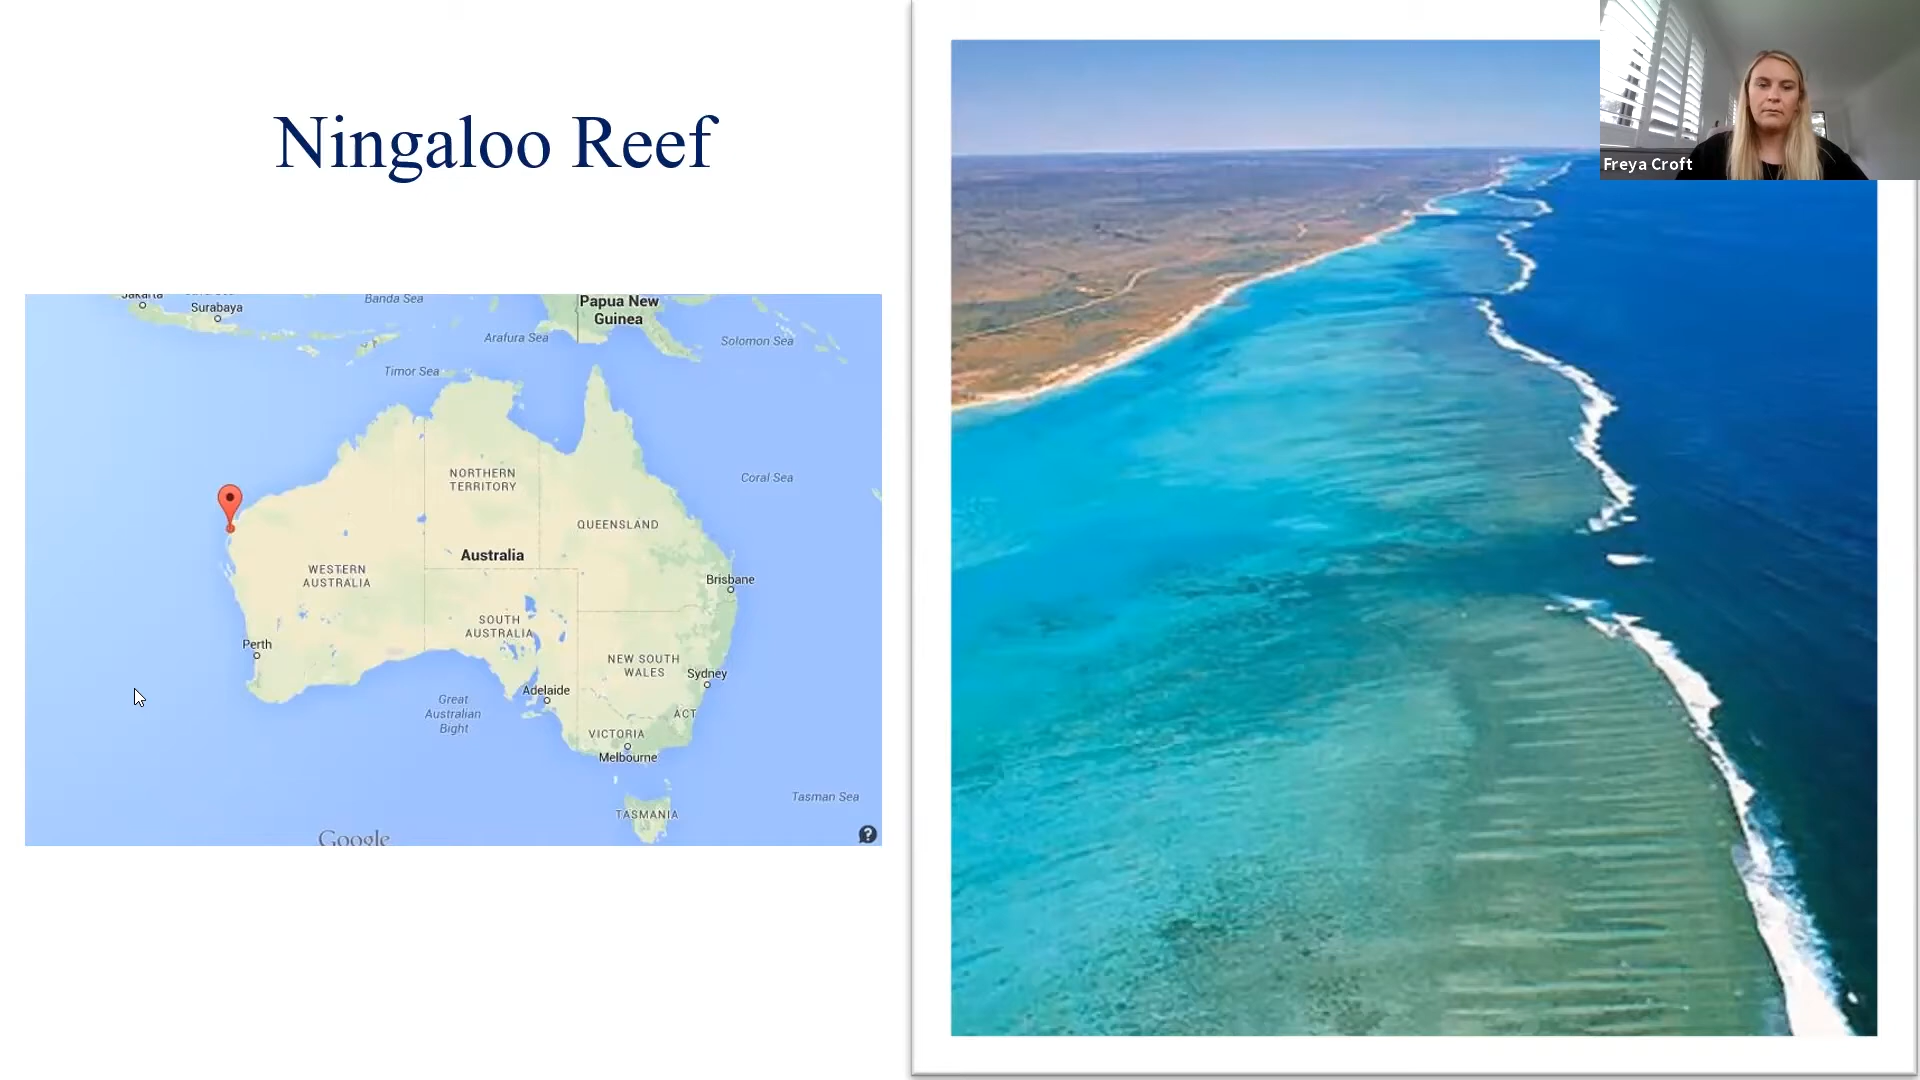 Ningaloo Reef
Freya Croft
Jakarta
Surabaya
Banda Sea
Papua New
Guinea
Arafura Sea
Solomon Sea
Timor Sea
Coral Sea
NORTHERN
TERRITORY
QUEENSLAND
Australia
WESTERN
AUSTRALIA
Brisbane
SOUTH
AUSTRALIA
Perth
NEW SOUTH
WALES
Sydney
Adelaide
Great
Australian
Bight
ACT
VICTORIA
Melbourne
Tasman Sea
TASMANIA
Google
?